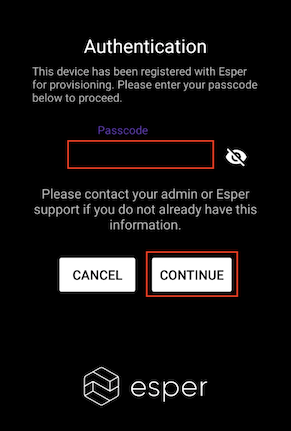 Authentication
This device has been registered with Esper
for provisioning. Please enter your passcode
below to proceed.
Passcode
Please contact your admin or Esper
support if you do not already have this
information.
CANCEL
CONTINUE
esper